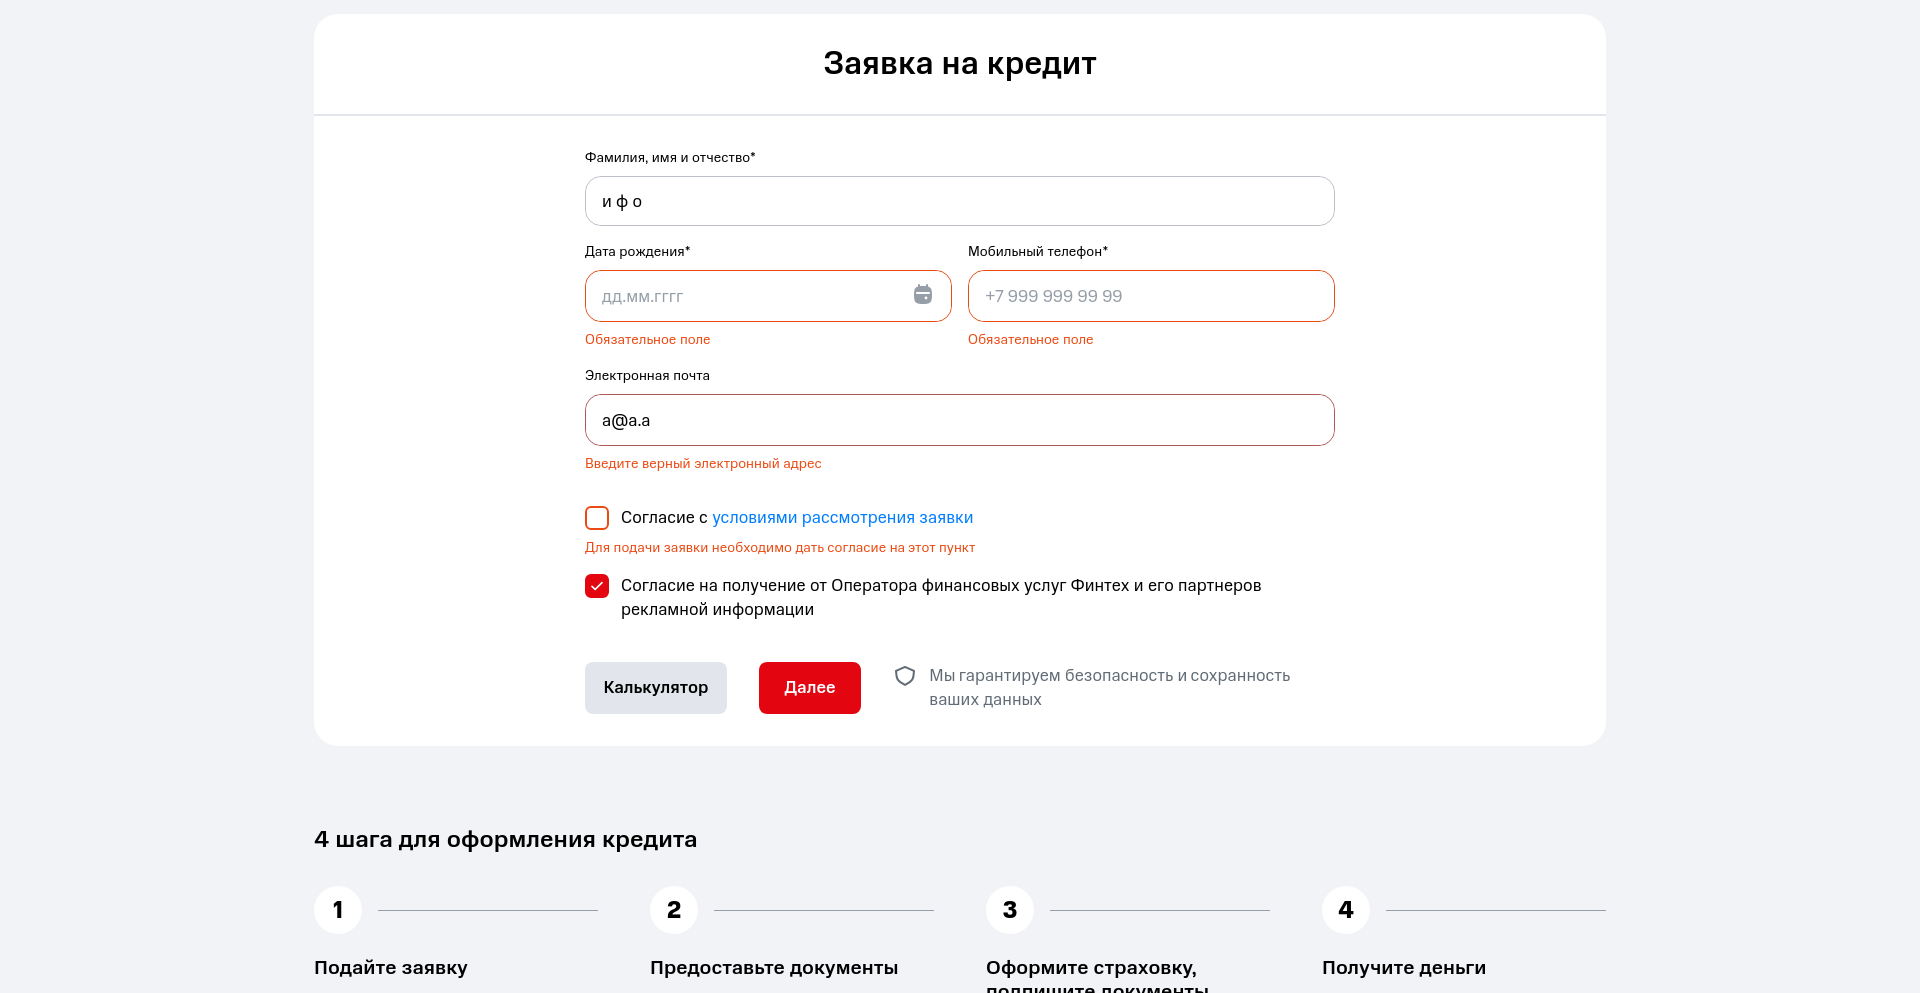 Заявка на кредит
Фамилия, имя и отчество*
и ф о
Дата рождения*
Мобильный телефон*
дд.мм.гггг
+7 999 999 99 99
Обязательное поле
Обязательное поле
Электронная почта
a@a.a
Введите верный электронный адрес
Согласие с условиями рассмотрения заявки
Для подачи заявки необходимо дать согласие на этот пункт
Согласие на получение от Оператора финансовых услуг Финтех и его партнеров
рекламной информации
Калькулятор
Далее
Мы гарантируем безопасность и сохранность
ваших данных
4 шага для оформления кредита
1
2
3
4
Подайте заявку
Предоставьте документы
Оформите страховку,
подпишите документы
Получите деньги